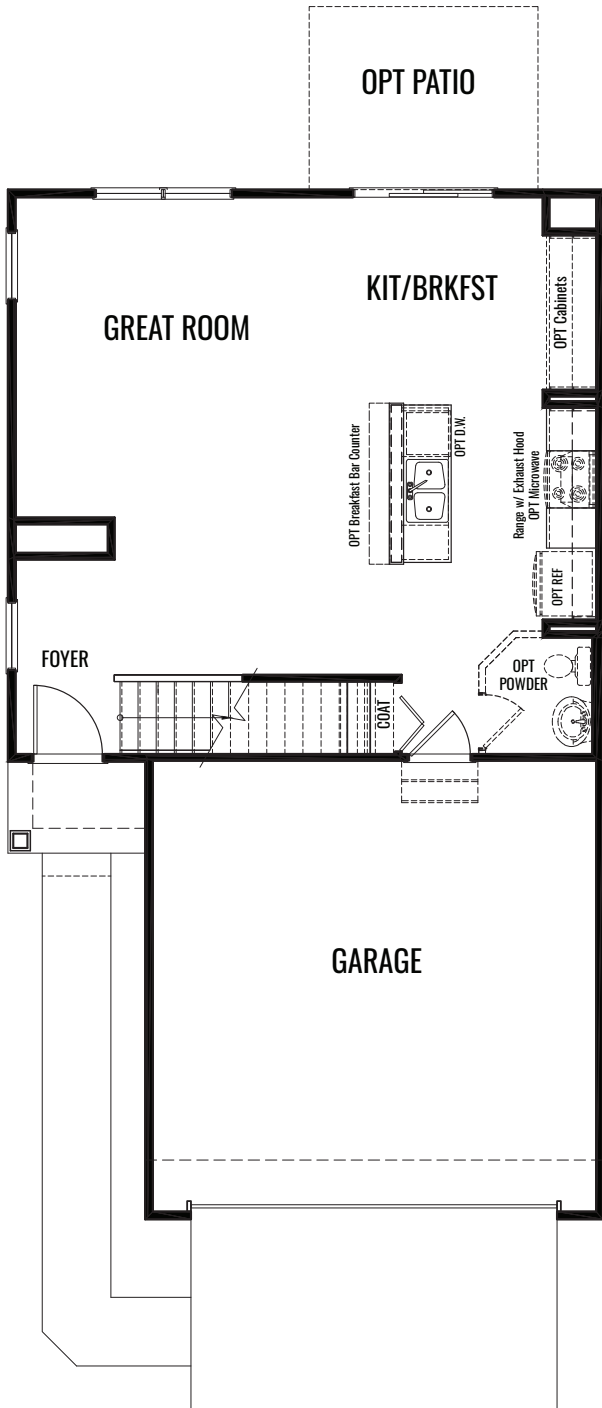 OPT PATIO
KIT/BRKFST
GREAT ROOM
OPT Cabinets
OPT Breakfast Bar Counter
OPT D.W.
Range w/ Exhaust Hood
OPT Microwave
OPT REF
FOYER
OPT
POWDER
COAT
GARAGE